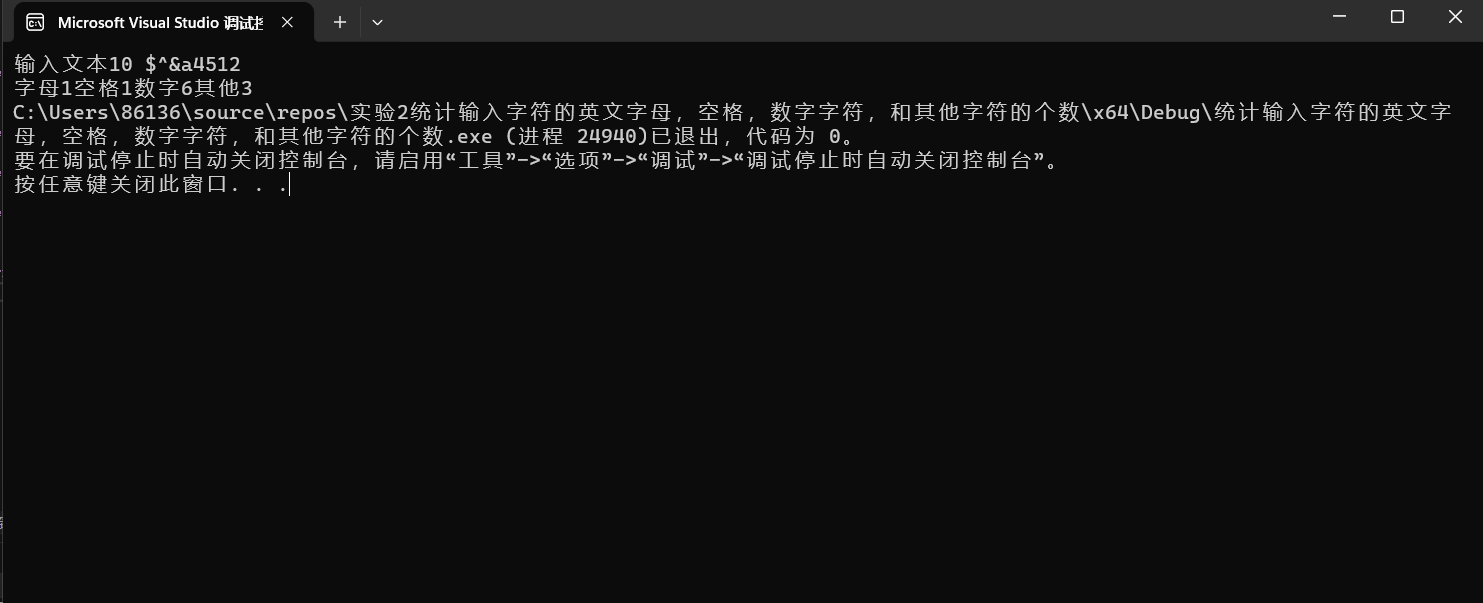 Microsoft Visual Studio 调试控
输入文本10 $^&a4512
字母1空格1数字6其他3
C:\Users\86136\source\repos\实验2统计输入字符的英文字母，空格，数字字符，和其他字符的个数\x64\Debug\统计输入字符的英文字
母，空格，数字字符，和其他字符的个数.exe (进程 24940)已退出，代码为 0。
要在调试停止时自动关闭控制台，请启用“工具”->“选项”->“调试”->“调试停止时自动关闭控制台”。
按任意键关闭此窗口. . .